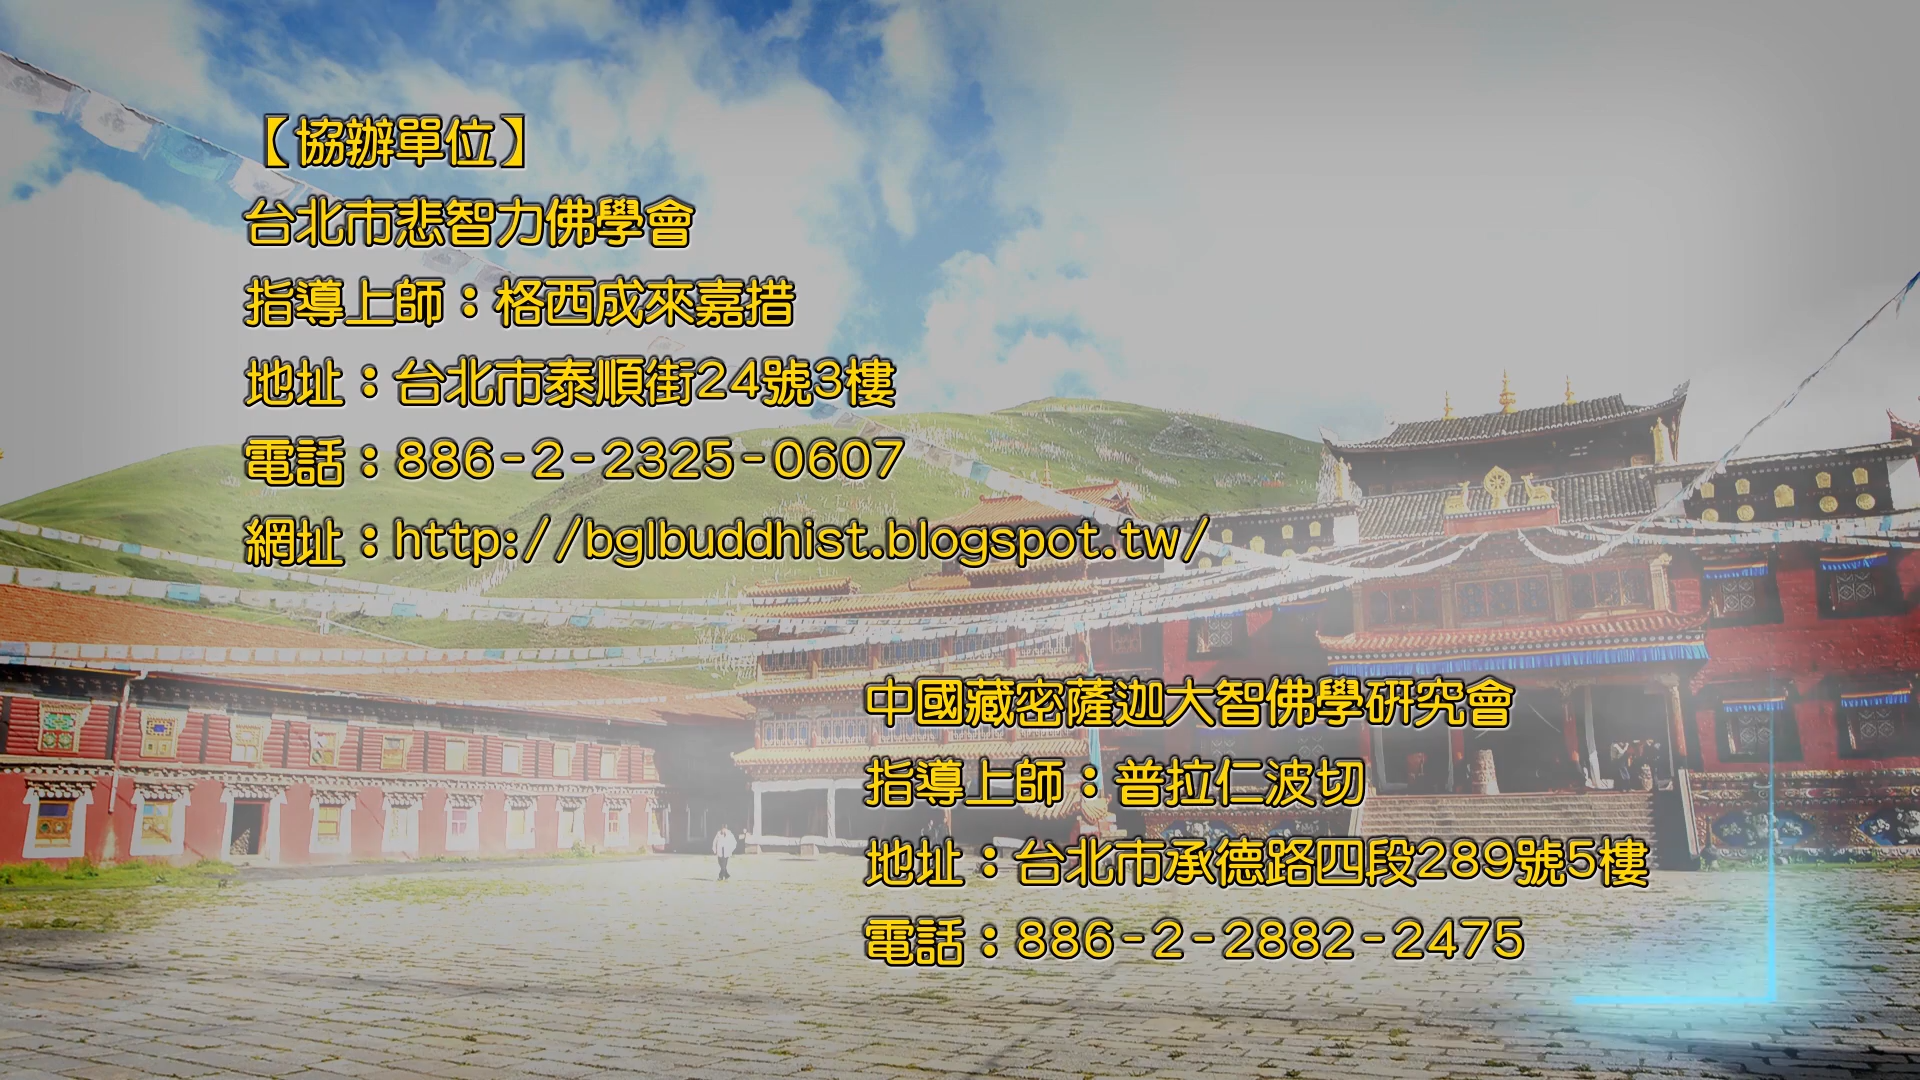 【協辦單位】
台北市悲智力佛學會
指導上師：格西成來嘉措
地址：台北市泰順街24號3樓
電話：886-2-2325-0607
網址：http://bglbuddhist.blogspot.tw/
中國藏密薩迦大智佛學研究會
指導上師：普拉仁波切
地址：台北市承德路四段289號5樓
電話：886-2-2882-2475